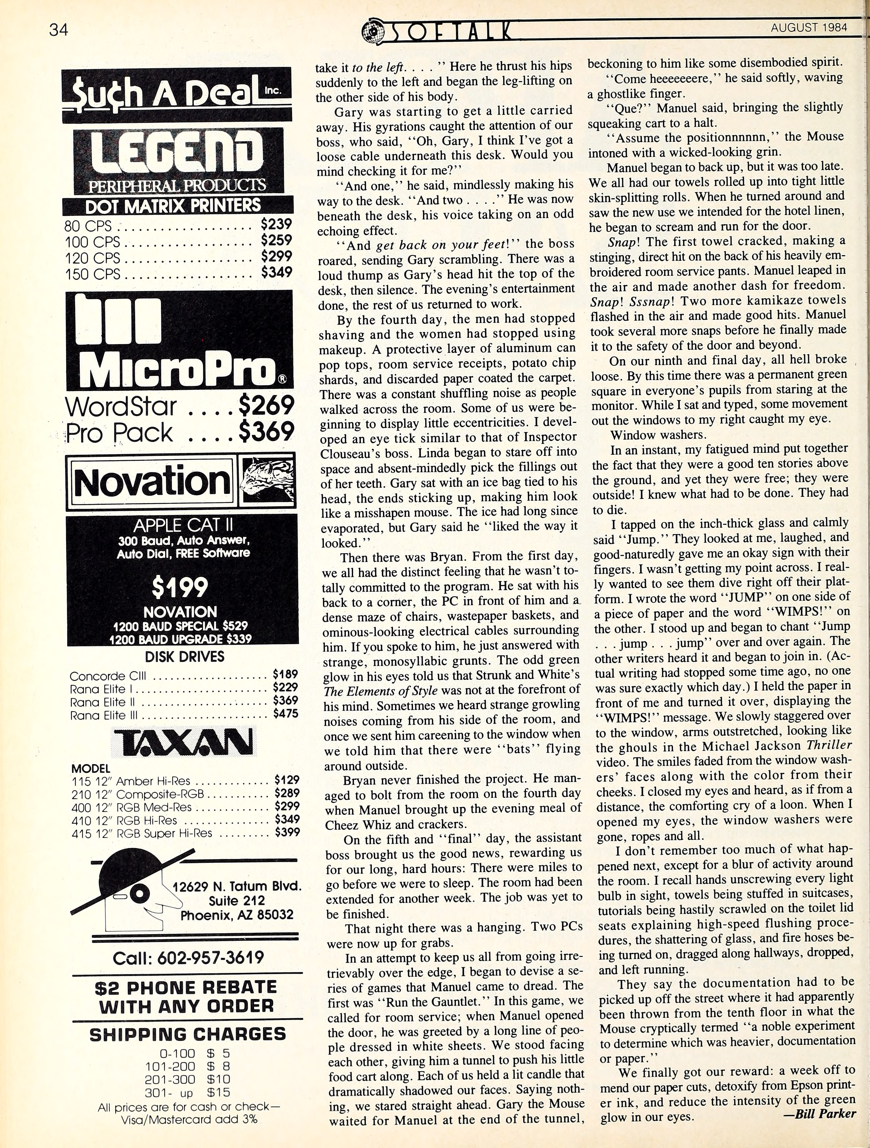 34
SOFTALK
AUGUST 1984
$uch A Deal Inc.
LEGEND
PERIPHERAL PRODUCTS
DOT MATRIX PRINTERS
80 CPS . . . . . . . . . . . . . . . . . . . $239
100 CPS . . . . . . . . . . . . . . . . . . $259
120 CPS . . . . . . . . . . . . . . . . . . $299
150 CPS . . . . . . . . . . . . . . . . . . $349
MicroPro®
WordStar . . . . $269
Pro Pack . . . . $369
Novation
APPLE CAT II
300 Baud, Auto Answer,
Auto Dial, FREE Software
$199
NOVATION
1200 BAUD SPECIAL $529
1200 BAUD UPGRADE $339
DISK DRIVES
Concorde CIII . . . . . . . . . . . . . . . . . . . $189
Rana Elite I . . . . . . . . . . . . . . . . . . . . . $229
Rana Elite II . . . . . . . . . . . . . . . . . . . . $369
Rana Elite III . . . . . . . . . . . . . . . . . . . . $475
TAXAN
MODEL
115 12" Amber Hi-Res . . . . . . . . . . . . $129
210 12" Composite-RGB . . . . . . . . . . $289
400 12" RGB Med-Res . . . . . . . . . . . . $299
410 12" RGB Hi-Res . . . . . . . . . . . . . . $349
415 12" RGB Super Hi-Res . . . . . . . . $399
12629 N. Tatum Blvd.
Suite 212
Phoenix, AZ 85032
Call: 602-957-3619
$2 PHONE REBATE
WITH ANY ORDER
SHIPPING CHARGES
0-100 $ 5
101-200 $ 8
201-300 $10
301- up $15
All prices are for cash or check—
Visa/Mastercard add 3%
take it to the left. . . . " Here he thrust his hips
suddenly to the left and began the leg-lifting on
the other side of his body.
Gary was starting to get a little carried
away. His gyrations caught the attention of our
boss, who said, "Oh, Gary, I think I've got a
loose cable underneath this desk. Would you
mind checking it for me?"
"And one," he said, mindlessly making his
way to the desk. "And two . . . ." He was now
beneath the desk, his voice taking on an odd
echoing effect.
"And get back on your feet!" the boss
roared, sending Gary scrambling. There was a
loud thump as Gary's head hit the top of the
desk, then silence. The evening's entertainment
done, the rest of us returned to work.
By the fourth day, the men had stopped
shaving and the women had stopped using
makeup. A protective layer of aluminum can
pop tops, room service receipts, potato chip
shards, and discarded paper coated the carpet.
There was a constant shuffling noise as people
walked across the room. Some of us were be-
ginning to display little eccentricities. I devel-
oped an eye tick similar to that of Inspector
Clouseau's boss. Linda began to stare off into
space and absent-mindedly pick the fillings out
of her teeth. Gary sat with an ice bag tied to his
head, the ends sticking up, making him look
like a misshapen mouse. The ice had long since
evaporated, but Gary said he "liked the way it
looked."
Then there was Bryan. From the first day,
we all had the distinct feeling that he wasn't to-
tally committed to the program. He sat with his
back to a corner, the PC in front of him and a
dense maze of chairs, wastepaper baskets, and
ominous-looking electrical cables surrounding
him. If you spoke to him, he just answered with
strange, monosyllabic grunts. The odd green
glow in his eyes told us that Strunk and White's
The Elements of Style was not at the forefront of
his mind. Sometimes we heard strange growling
noises coming from his side of the room, and
once we sent him careening to the window when
we told him that there were "bats" flying
around outside.
Bryan never finished the project. He man-
aged to bolt from the room on the fourth day
when Manuel brought up the evening meal of
Cheez Whiz and crackers.
On the fifth and "final" day, the assistant
boss brought us the good news, rewarding us
for our long, hard hours: There were miles to
go before we were to sleep. The room had been
extended for another week. The job was yet to
be finished.
That night there was a hanging. Two PCs
were now up for grabs.
In an attempt to keep us all from going irre-
trievably over the edge, I began to devise a se-
ries of games that Manuel came to dread. The
first was "Run the Gauntlet." In this game, we
called for room service; when Manuel opened
the door, he was greeted by a long line of peo-
ple dressed in white sheets. We stood facing
each other, giving him a tunnel to push his little
food cart along. Each of us held a lit candle that
dramatically shadowed our faces. Saying noth-
ing, we stared straight ahead. Gary the Mouse
waited for Manuel at the end of the tunnel,
beckoning to him like some disembodied spirit.
"Come heeeeeeere," he said softly, waving
a ghostlike finger.
"Que?" Manuel said, bringing the slightly
squeaking cart to a halt.
"Assume the positionnnnnn," the Mouse
intoned with a wicked-looking grin.
Manuel began to back up, but it was too late.
We all had our towels rolled up into tight little
skin-splitting rolls. When he turned around and
saw the new use we intended for the hotel linen,
he began to scream and run for the door.
Snap! The first towel cracked, making a
stinging, direct hit on the back of his heavily em-
broidered room service pants. Manuel leaped in
the air and made another dash for freedom.
Snap! Sssnap! Two more kamikaze towels
flashed in the air and made good hits. Manuel
took several more snaps before he finally made
it to the safety of the door and beyond.
On our ninth and final day, all hell broke
loose. By this time there was a permanent green
square in everyone's pupils from staring at the
monitor. While I sat and typed, some movement
out the windows to my right caught my eye.
Window washers.
In an instant, my fatigued mind put together
the fact that they were a good ten stories above
the ground, and yet they were free; they were
outside! I knew what had to be done. They had
to die.
I tapped on the inch-thick glass and calmly
said "Jump." They looked at me, laughed, and
good-naturedly gave me an okay sign with their
fingers. I wasn't getting my point across. I real-
ly wanted to see them dive right off their plat-
form. I wrote the word "JUMP" on one side of
a piece of paper and the word "WIMPS!" on
the other. I stood up and began to chant "Jump
. . . jump . . . jump" over and over again. The
other writers heard it and began to join in. (Ac-
tual writing had stopped some time ago, no one
was sure exactly which day.) I held the paper in
front of me and turned it over, displaying the
"WIMPS!" message. We slowly staggered over
to the window, arms outstretched, looking like
the ghouls in the Michael Jackson Thriller
video. The smiles faded from the window wash-
ers' faces along with the color from their
cheeks. I closed my eyes and heard, as if from a
distance, the comforting cry of a loon. When I
opened my eyes, the window washers were
gone, ropes and all.
I don't remember too much of what hap-
pened next, except for a blur of activity around
the room. I recall hands unscrewing every light
bulb in sight, towels being stuffed in suitcases,
tutorials being hastily scrawled on the toilet lid
seats explaining high-speed flushing proce-
dures, the shattering of glass, and fire hoses be-
ing turned on, dragged along hallways, dropped,
and left running.
They say the documentation had to be
picked up off the street where it had apparently
been thrown from the tenth floor in what the
Mouse cryptically termed "a noble experiment
to determine which was heavier, documentation
or paper."
We finally got our reward: a week off to
mend our paper cuts, detoxify from Epson print-
er ink, and reduce the intensity of the green
glow in our eyes. —Bill Parker